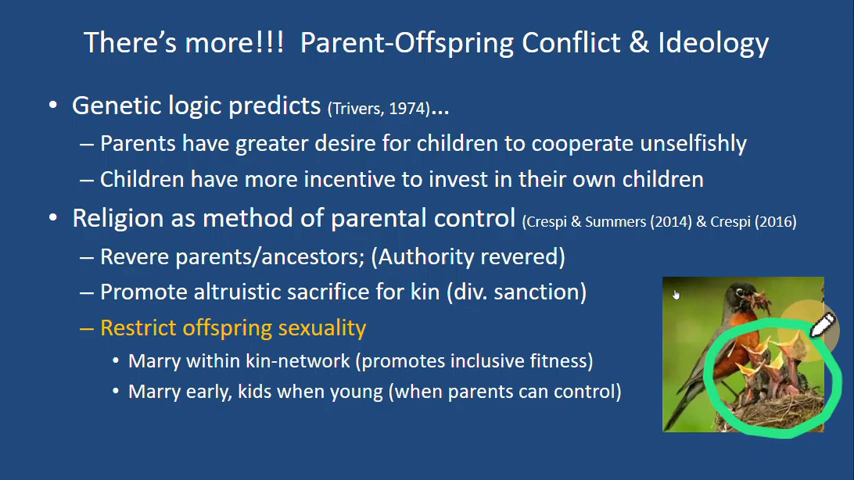 There's more!!! Parent-Offspring Conflict & Ideology
• Genetic logic predicts (Trivers, 1974)...
– Parents have greater desire for children to cooperate unselfishly
– Children have more incentive to invest in their own children
• Religion as method of parental control (Crespi & Summers (2014) & Crespi (2016)
– Revere parents/ancestors; (Authority revered)
– Promote altruistic sacrifice for kin (div. sanction)
– Restrict offspring sexuality
• Marry within kin-network (promotes inclusive fitness)
• Marry early, kids when young (when parents can control)